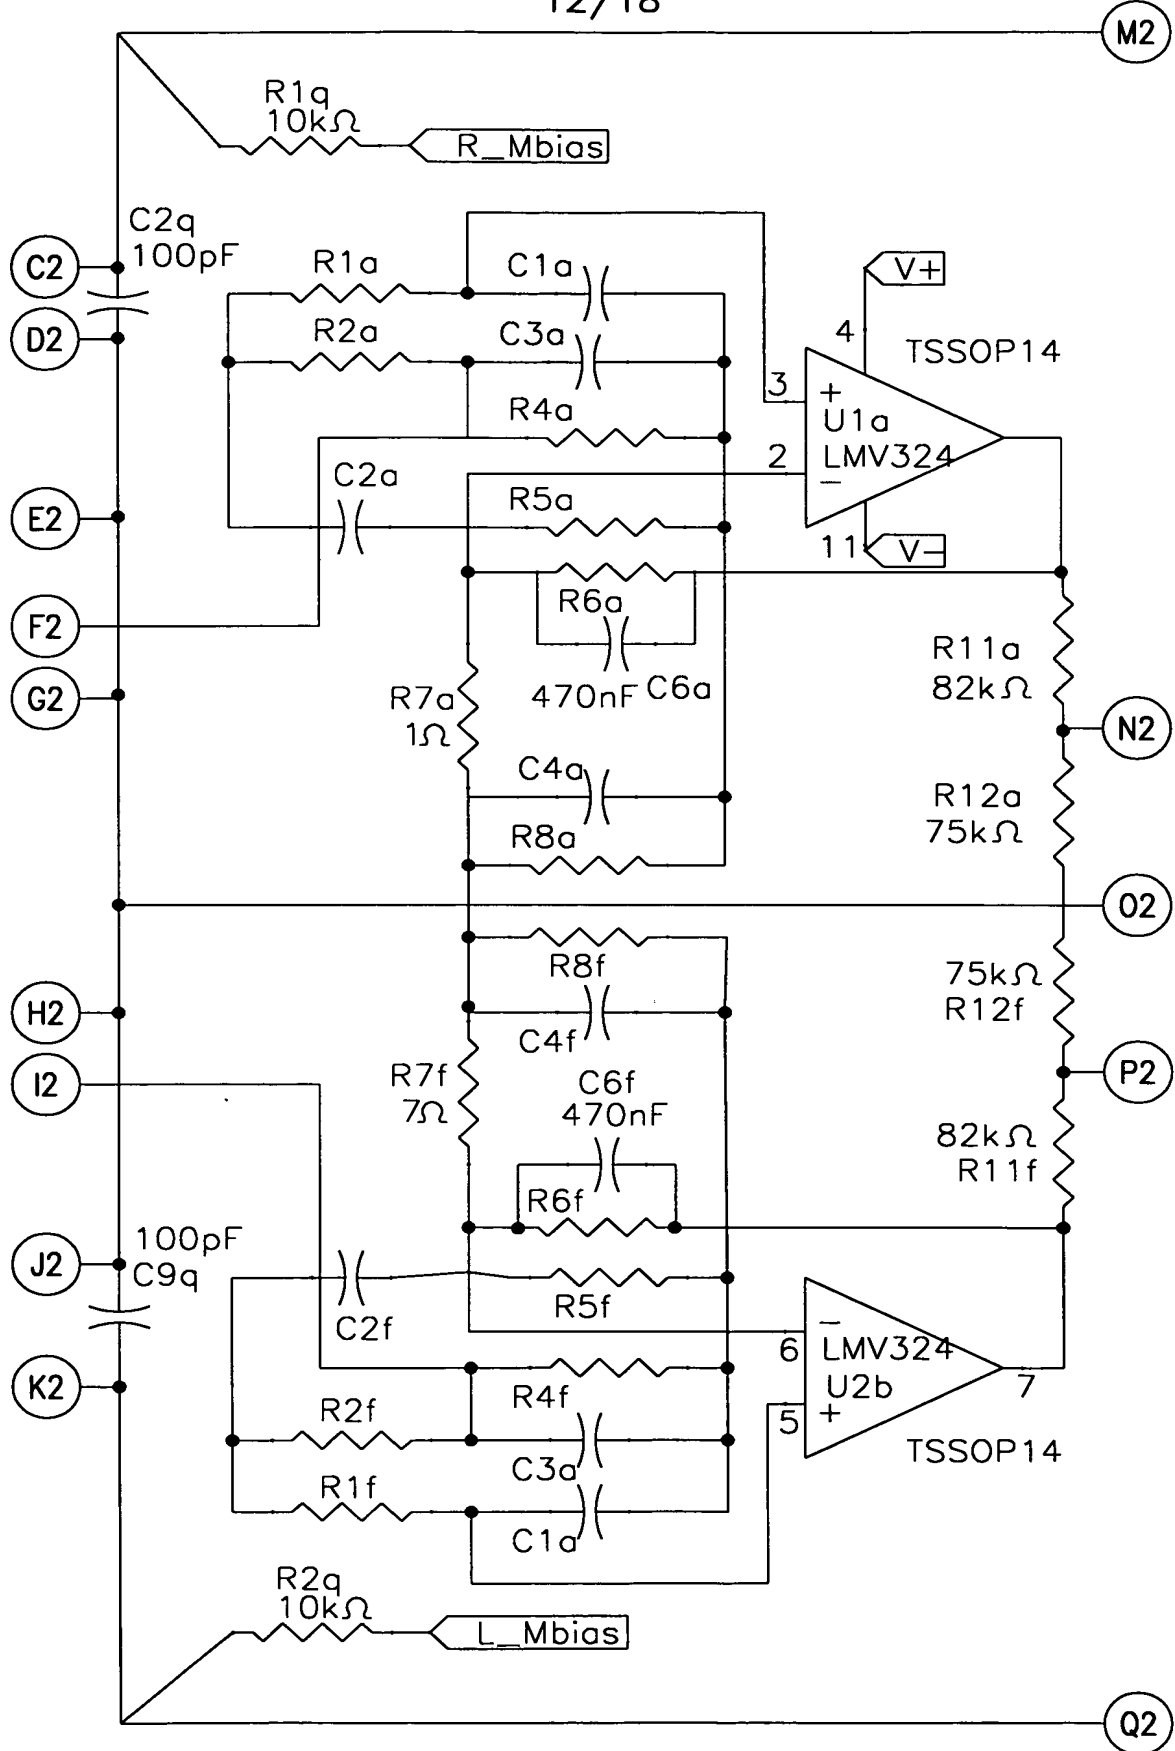 12/18
M2
R1q
10kΩ
R_Mbias
C2q
100pF
C2
D2
R1a
C1a
R2a
C3a
R4a
C2a
R5a
V+
4
TSSOP14
3
+
U1a
LMV324
2
−
11
V−
E2
F2
G2
R6a
470nF
C6a
R7a
1Ω
R11a
82kΩ
N2
C4a
R12a
75kΩ
R8a
O2
R8f
75kΩ
R12f
H2
C4f
I2
R7f
7Ω
C6f
470nF
P2
82kΩ
R11f
R6f
J2
100pF
C9q
R5f
C2f
−
6
LMV324
U2b
7
5
+
TSSOP14
K2
R4f
R2f
C3a
R1f
C1a
R2q
10kΩ
L_Mbias
Q2